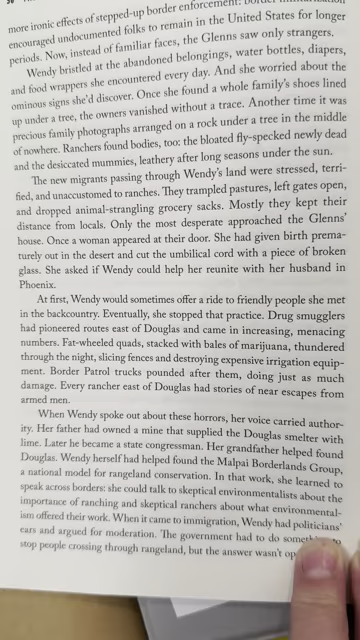 more ironic effects of stepped-up border enforcement:
encouraged undocumented folks to remain in the United States for longer
periods. Now, instead of familiar faces, the Glenns saw only strangers.
Wendy bristled at the abandoned belongings, water bottles, diapers,
and food wrappers she encountered every day. And she worried about the
ominous signs she'd discover. Once she found a whole family's shoes lined
up under a tree, the owners vanished without a trace. Another time it was
precious family photographs arranged on a rock under a tree in the middle
of nowhere. Ranchers found bodies, too: the bloated fly-specked newly dead
and the desiccated mummies, leathery after long seasons under the sun.
The new migrants passing through Wendy's land were stressed, terri-
fied, and unaccustomed to ranches. They trampled pastures, left gates open,
and dropped animal-strangling grocery sacks. Mostly they kept their
distance from locals. Only the most desperate approached the Glenns'
house. Once a woman appeared at their door. She had given birth prema-
turely out in the desert and cut the umbilical cord with a piece of broken
glass. She asked if Wendy could help her reunite with her husband in
Phoenix.
At first, Wendy would sometimes offer a ride to friendly people she met
in the backcountry. Eventually, she stopped that practice. Drug smugglers
had pioneered routes east of Douglas and came in increasing, menacing
numbers. Fat-wheeled quads, stacked with bales of marijuana, thundered
through the night, slicing fences and destroying expensive irrigation equip-
ment. Border Patrol trucks pounded after them, doing just as much
damage. Every rancher east of Douglas had stories of near escapes from
armed men.
When Wendy spoke out about these horrors, her voice carried author-
ity. Her father had owned a mine that supplied the Douglas smelter with
lime. Later he became a state congressman. Her grandfather helped found
Douglas. Wendy herself had helped found the Malpai Borderlands Group,
a national model for rangeland conservation. In that work, she learned to
speak across borders: she could talk to skeptical environmentalists about the
importance of ranching and skeptical ranchers about what environmental-
ism offered their work. When it came to immigration, Wendy had politicians'
ears and argued for moderation. The government had to do
stop people crossing through rangeland, but the answer wasn't